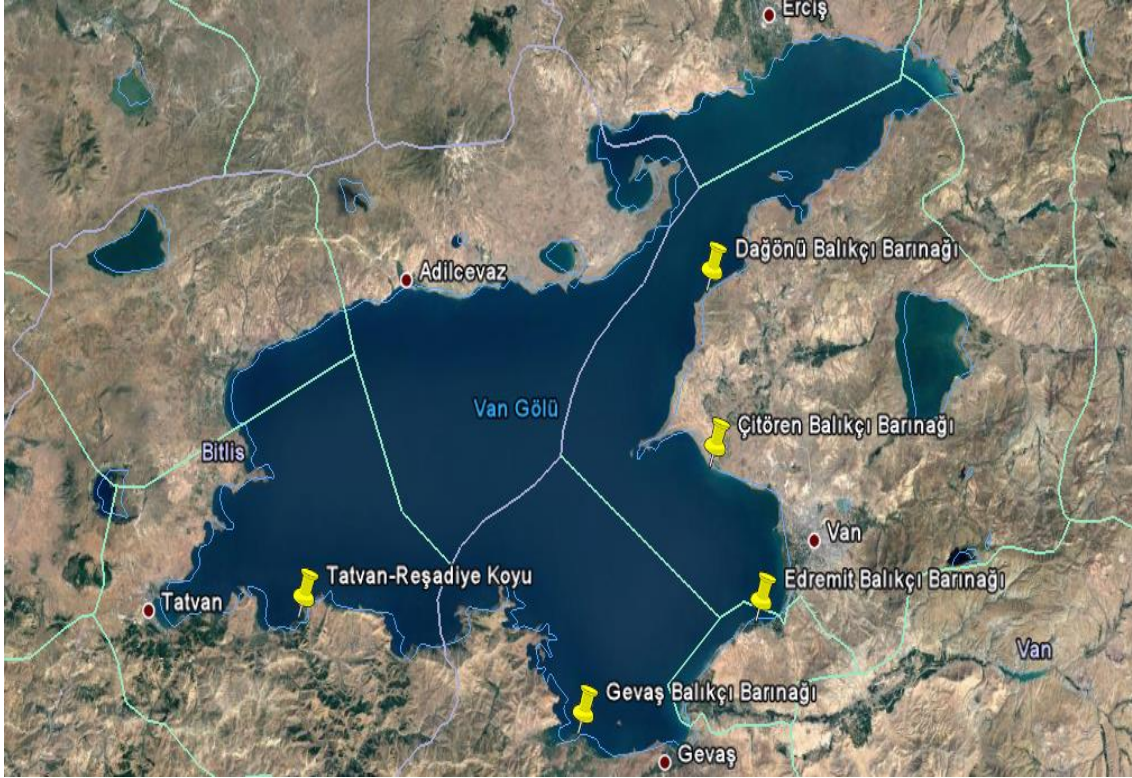 Erciş
Dağönü Balıkçı Barınağı
Adilcevaz
Van Gölü
Çitören Balıkçı Barınağı
Bitlis
Van
Tatvan-Reşadiye Koyu
Edremit Balıkçı Barınağı
Tatvan
Van
Gevaş Balıkçı Barınağı
Gevaş